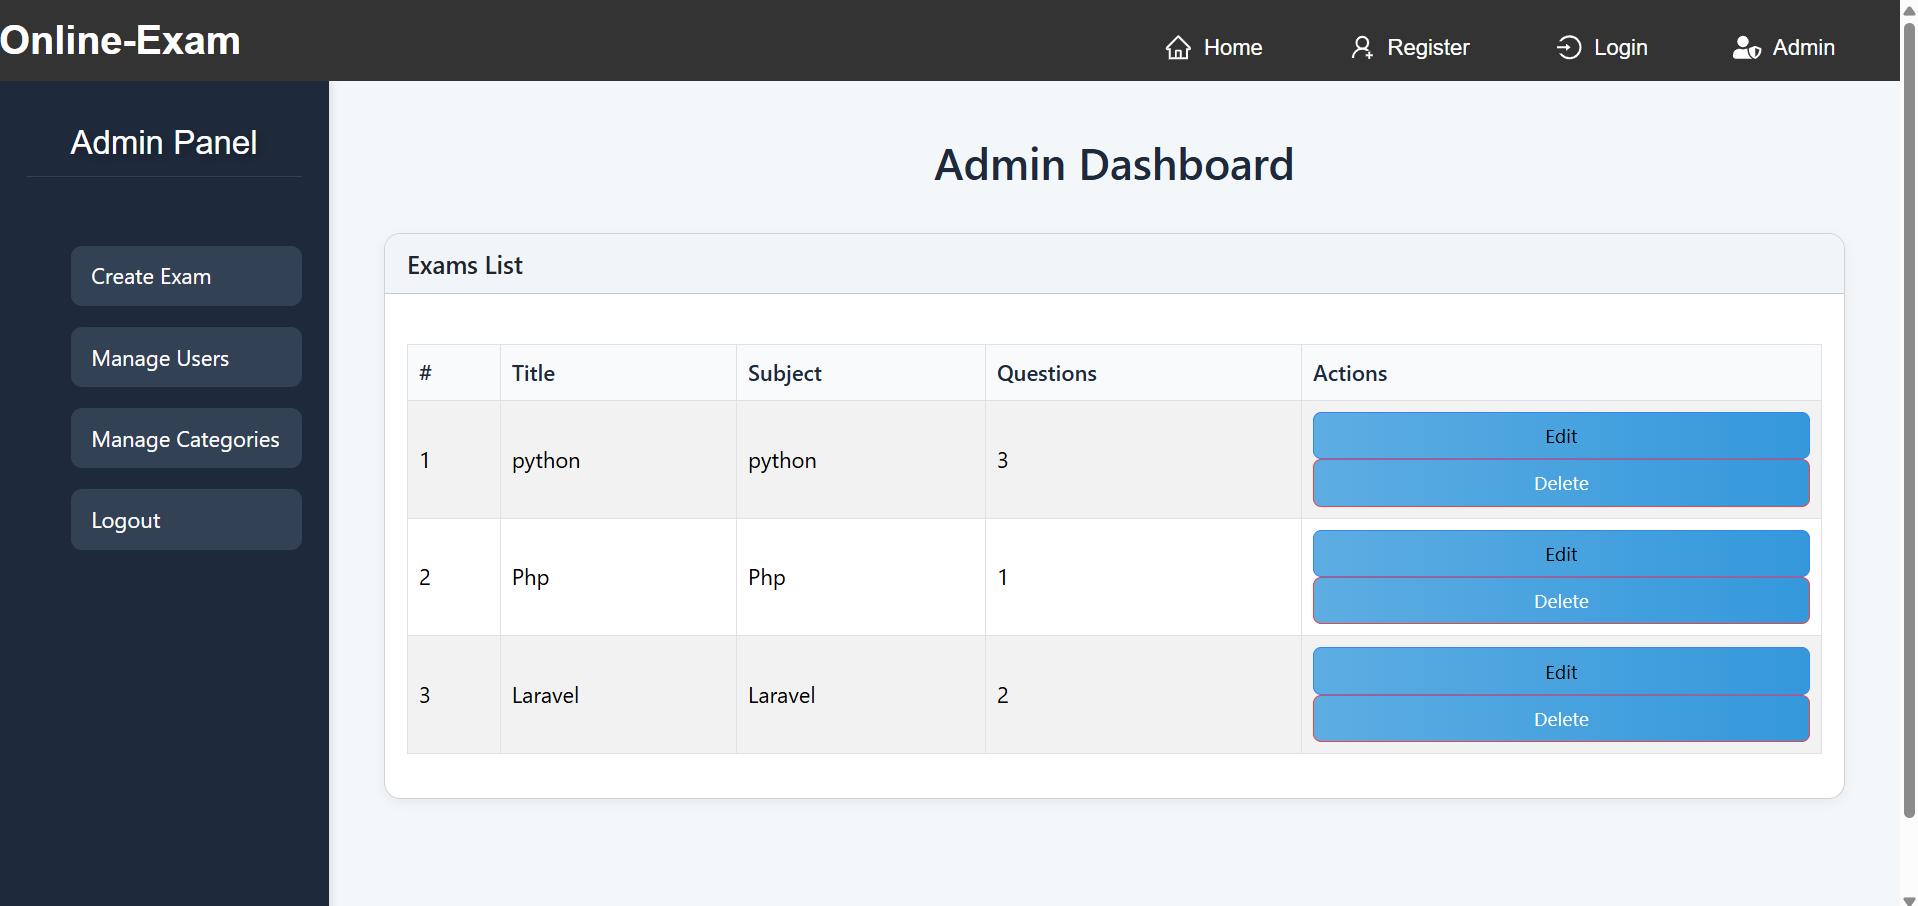 Online-Exam
Home Register Login Admin
Admin Panel
Create Exam
Manage Users
Manage Categories
Logout
Admin Dashboard
Exams List
# Title Subject Questions Actions
1 python python 3 Edit
Delete
2 Php Php 1 Edit
Delete
3 Laravel Laravel 2 Edit
Delete